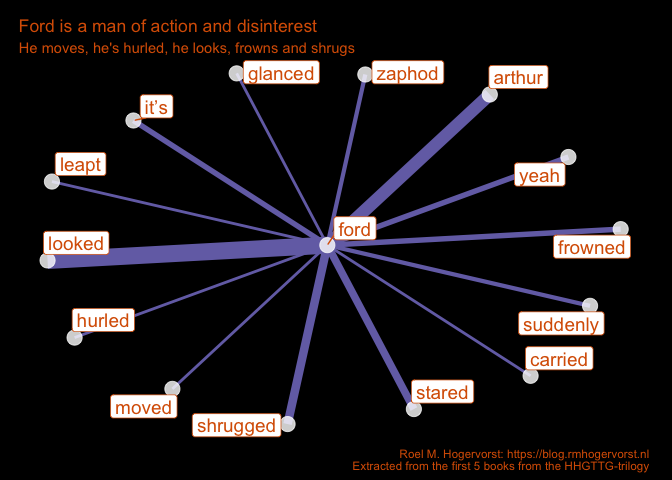 Ford is a man of action and disinterest
He moves, he's hurled, he looks, frowns and shrugs
glanced
zaphod
arthur
it’s
leapt
yeah
ford
looked
frowned
hurled
suddenly
carried
moved
stared
shrugged
Roel M. Hogervorst: https://blog.rmhogervorst.nl
Extracted from the first 5 books from the HHGTTG-trilogy